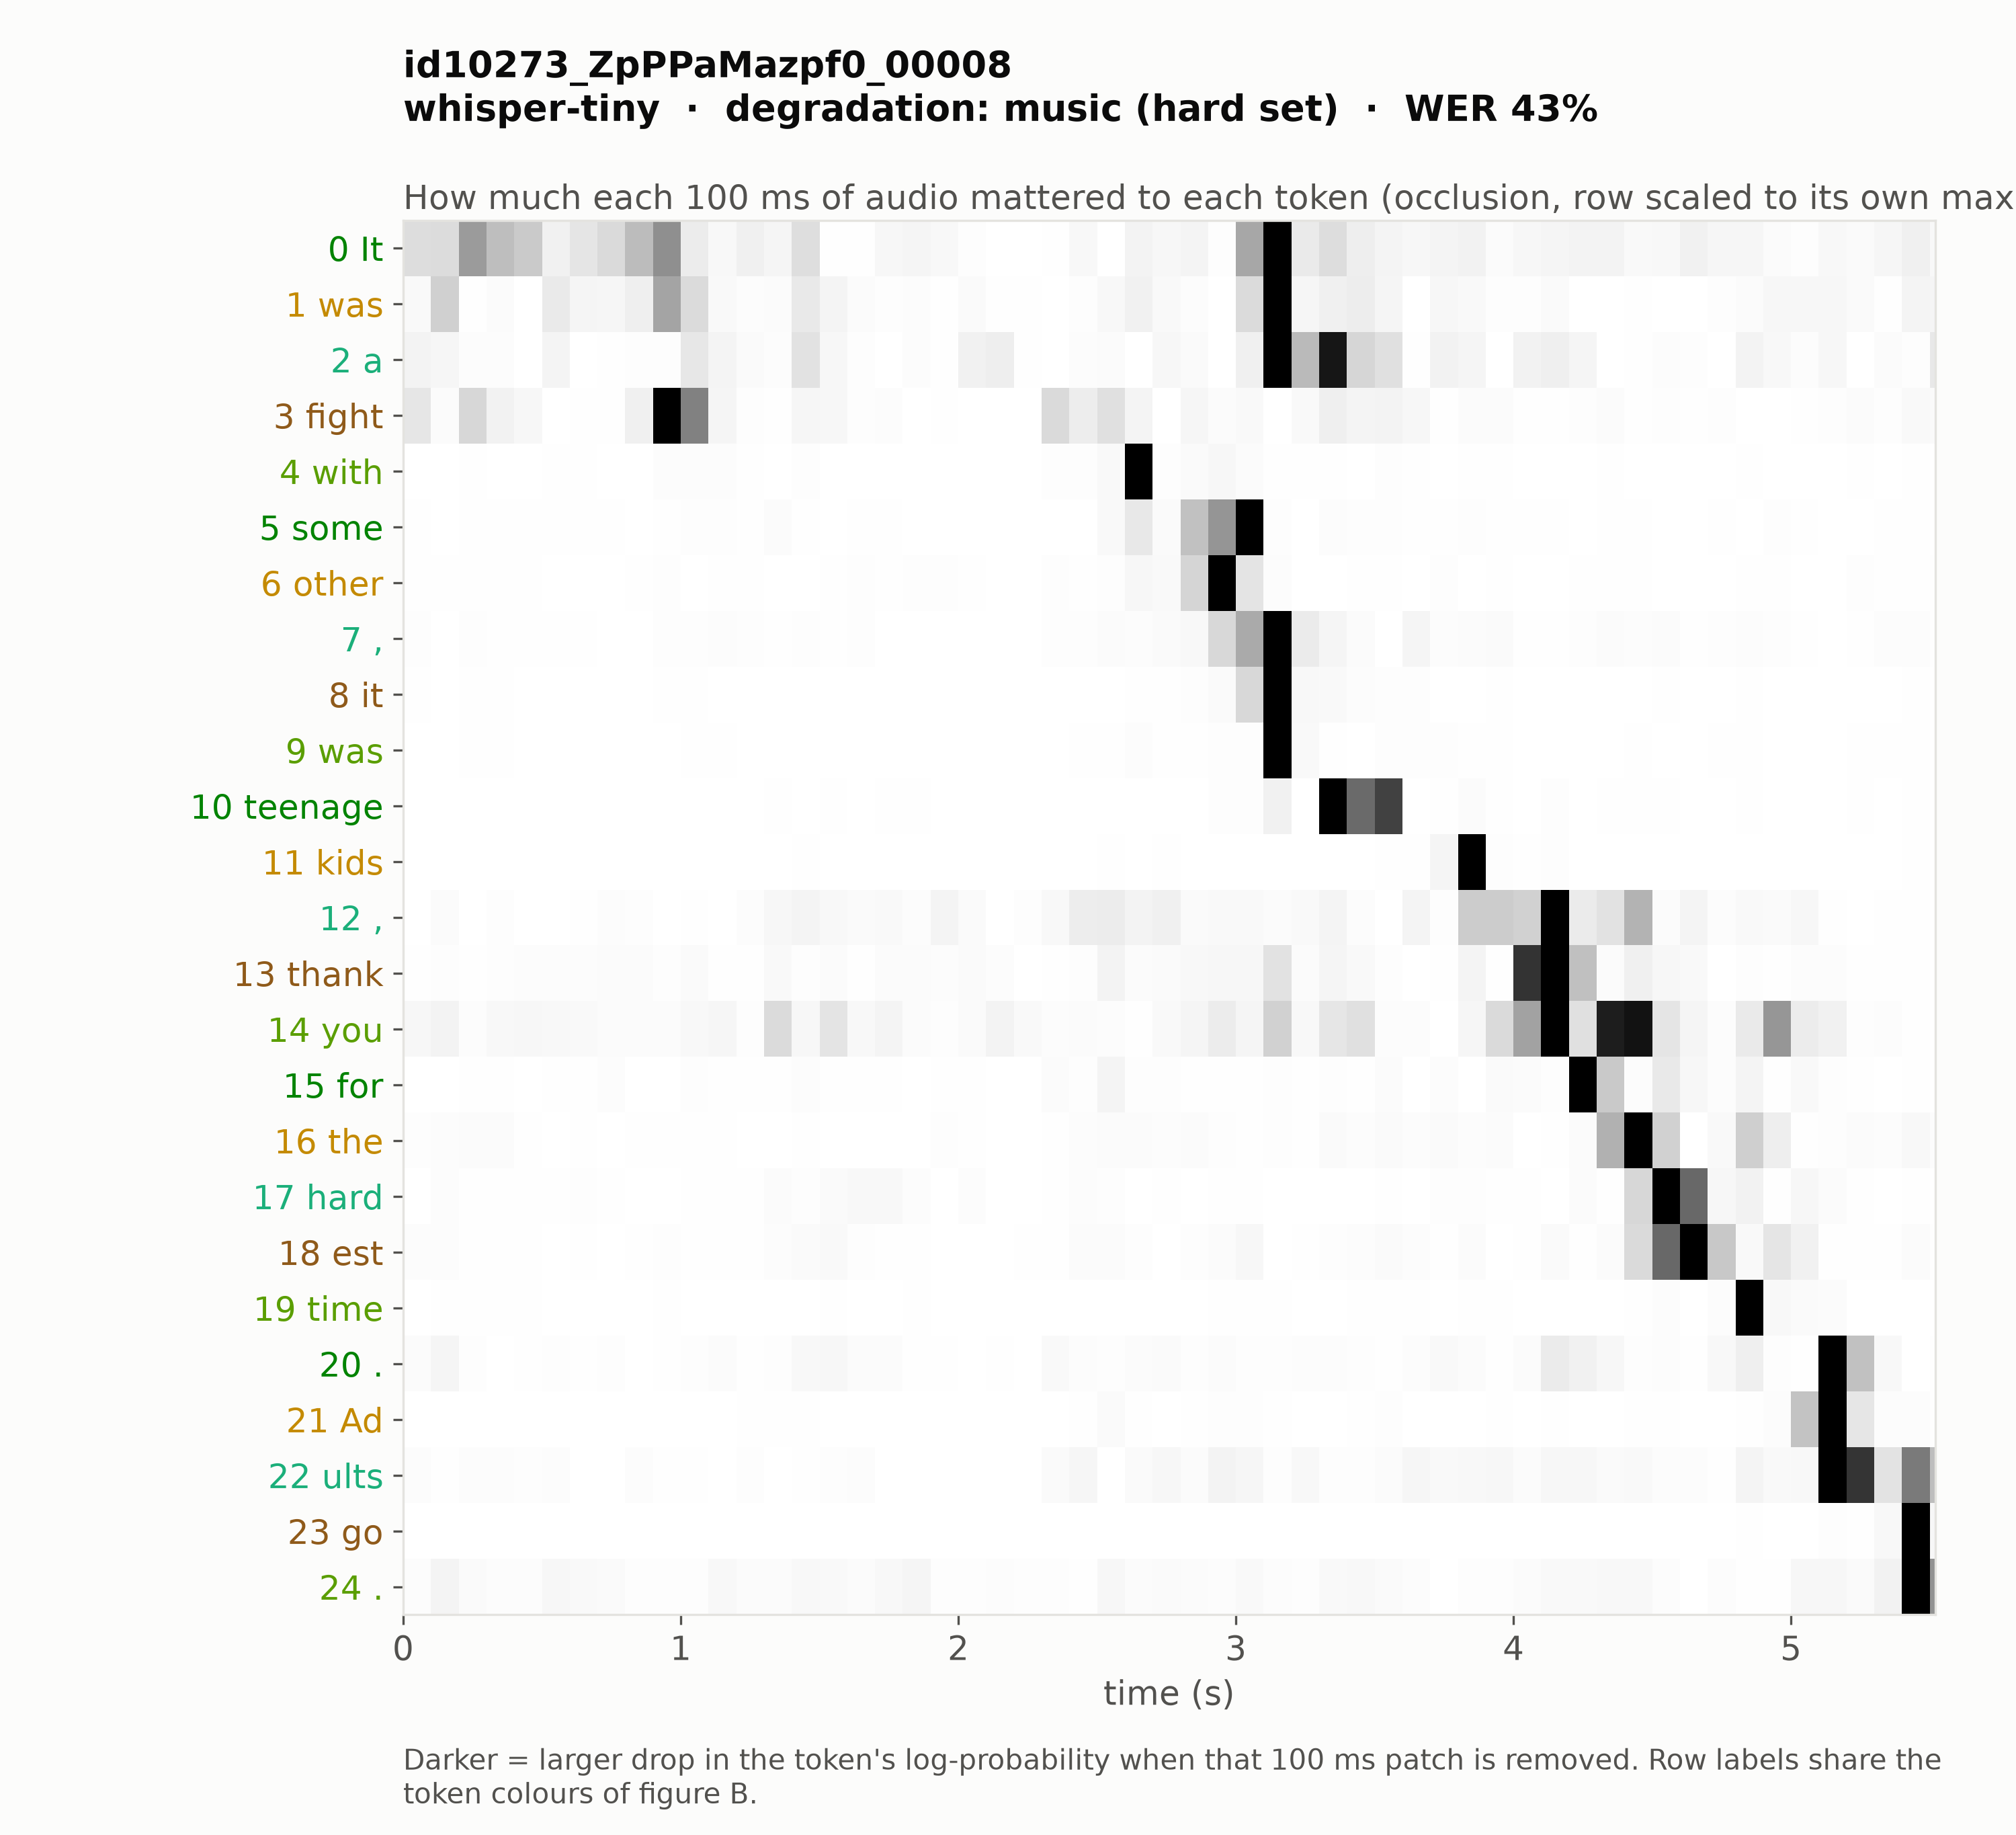 id10273_ZpPPaMazpf0_00008
whisper-tiny · degradation: music (hard set) · WER 43%
How much each 100 ms of audio mattered to each token (occlusion, row scaled to its own max
0 It
1 was
2 a
3 fight
4 with
5 some
6 other
7 ,
8 it
9 was
10 teenage
11 kids
12 ,
13 thank
14 you
15 for
16 the
17 hard
18 est
19 time
20 .
21 Ad
22 ults
23 go
24 .
0 1 2 3 4 5
time (s)
Darker = larger drop in the token's log-probability when that 100 ms patch is removed. Row labels share the
token colours of figure B.